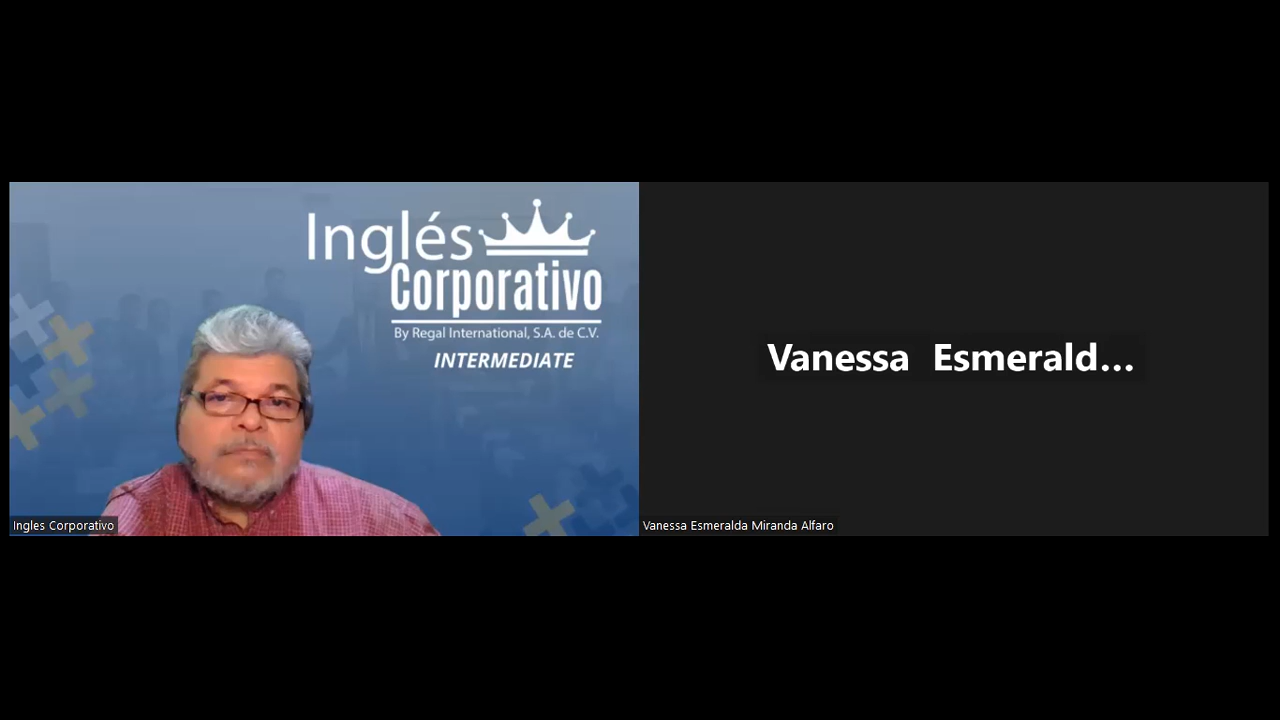 Inglés
Corporativo
By Regal International, S.A. de C.V.
INTERMEDIATE
Vanessa Esmerald...
Ingles Corporativo
Vanessa Esmeralda Miranda Alfaro